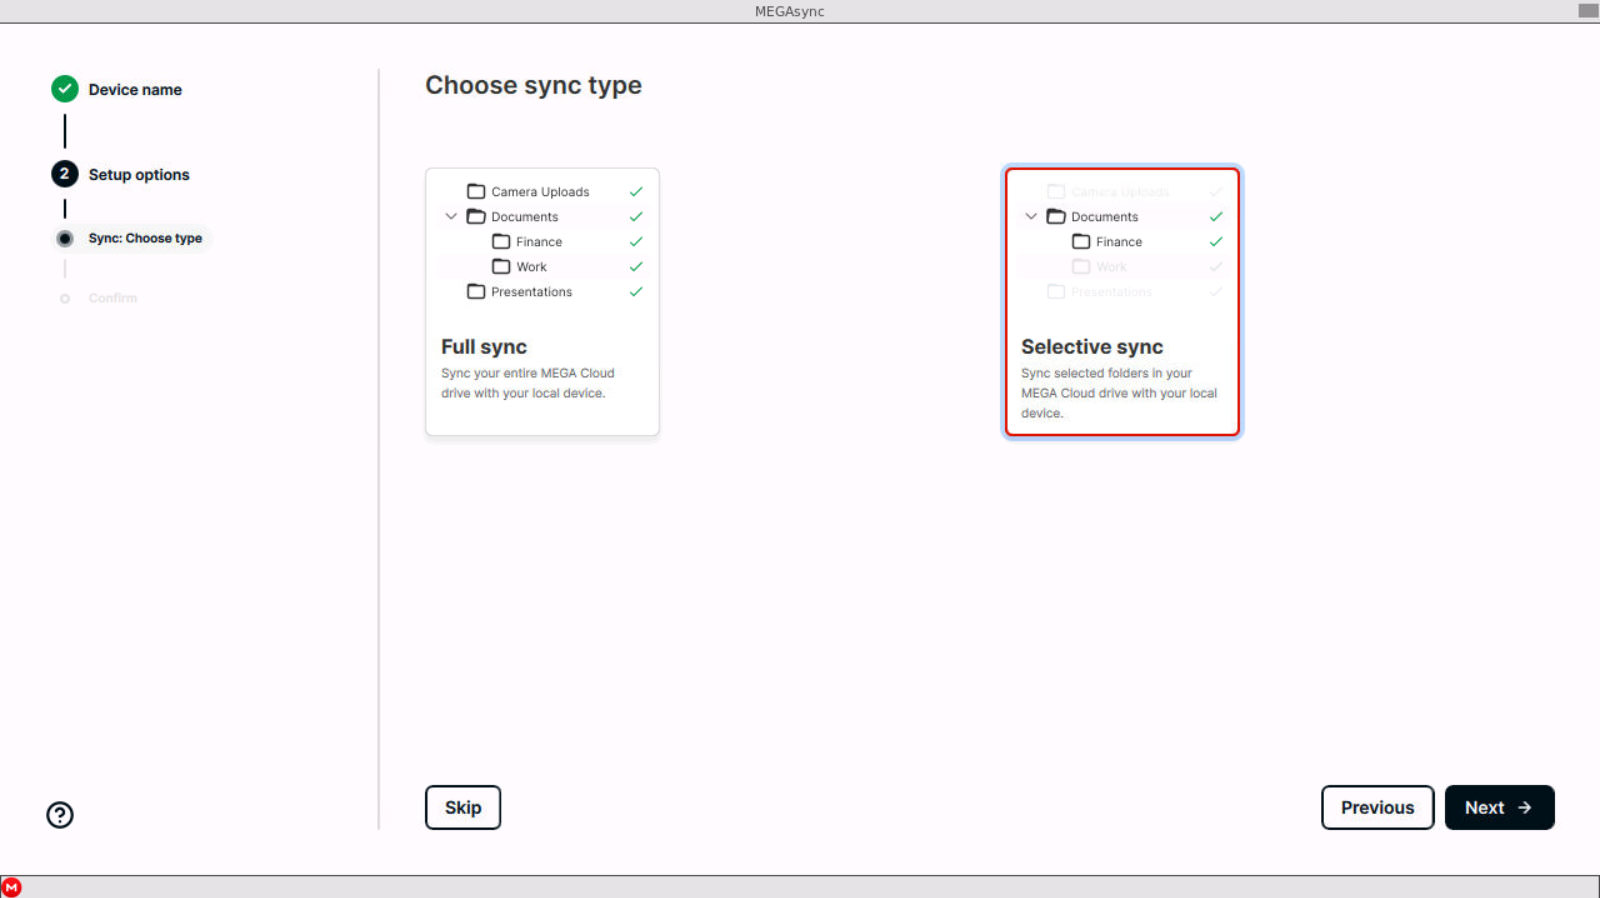 MEGAsync
Device name
2
Setup options
Sync: Choose type
Confirm
Choose sync type
Camera Uploads
Documents
Finance
Work
Presentations
Full sync
Sync your entire MEGA Cloud
drive with your local device.
Camera Uploads
Documents
Finance
Work
Presentations
Selective sync
Sync selected folders in your
MEGA Cloud drive with your local
device.
?
Skip
Previous
Next
M